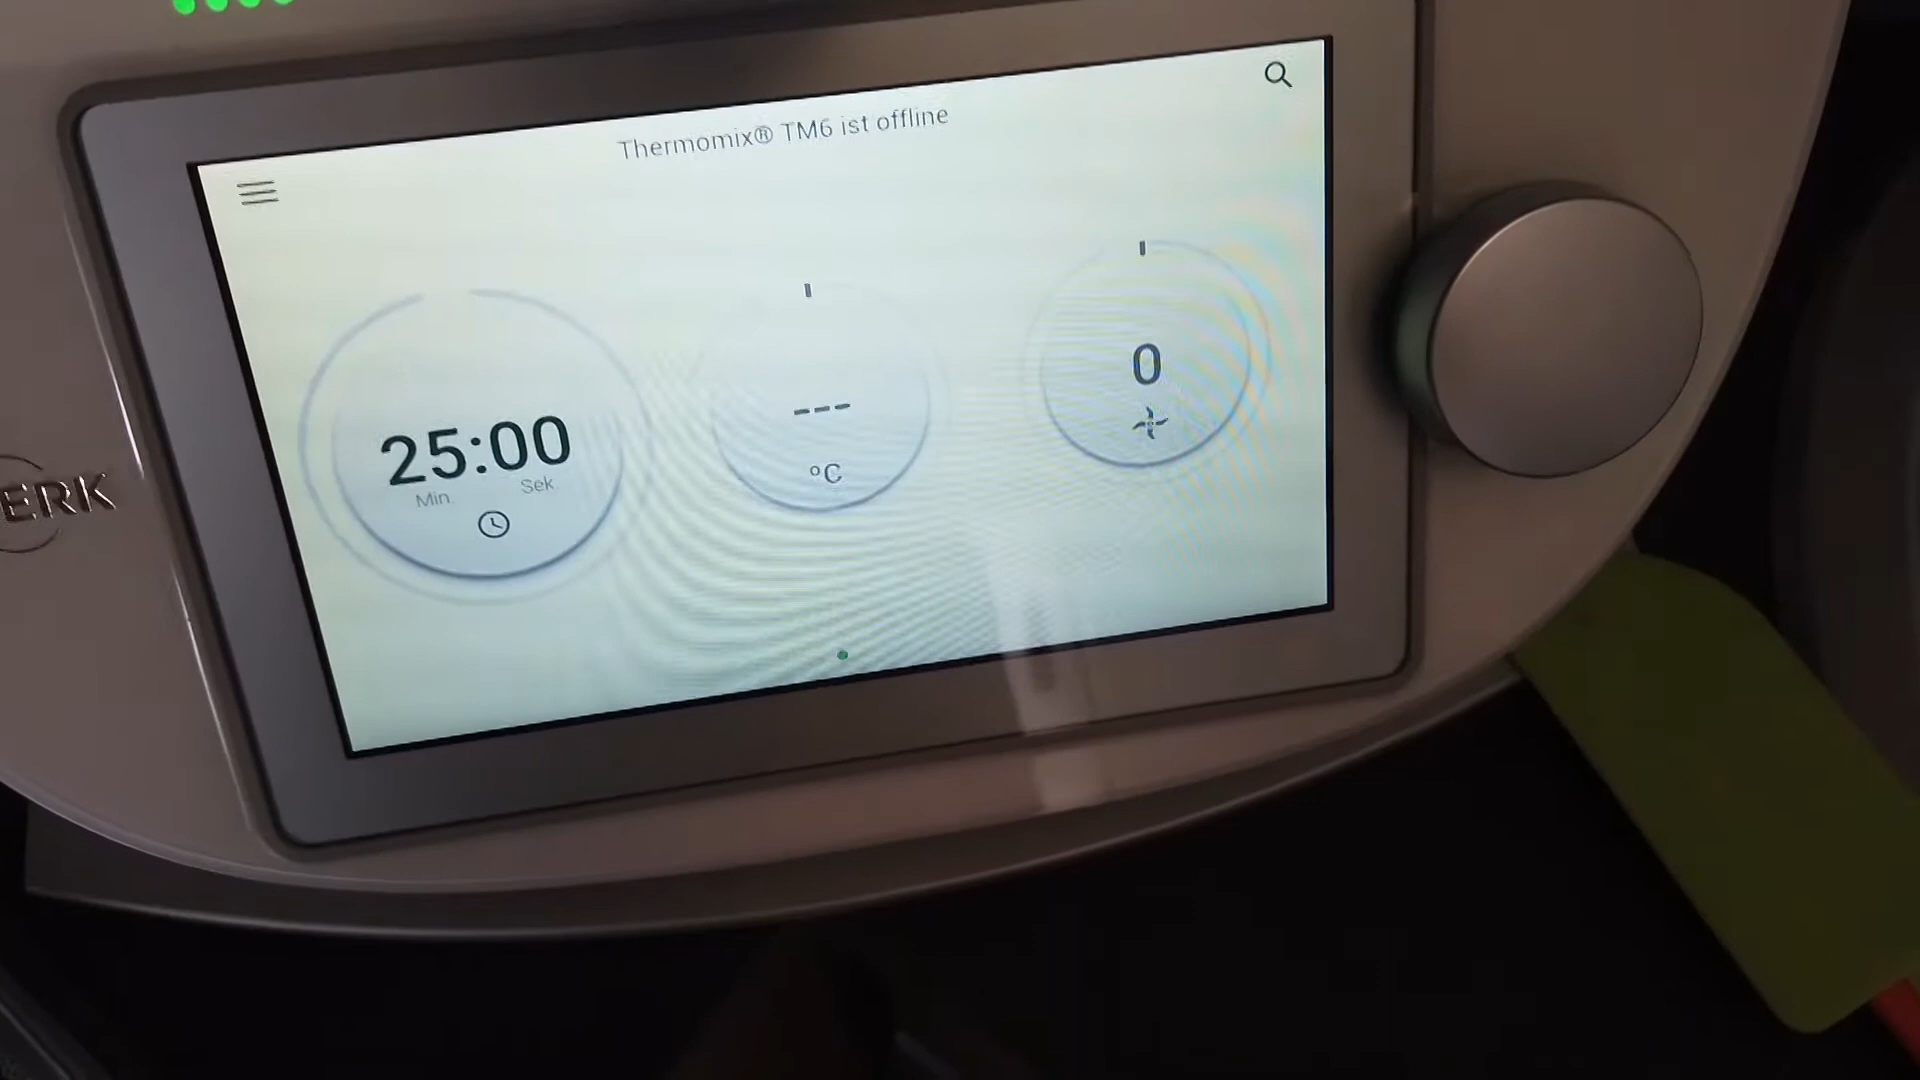 Thermomix® TM6 ist offline
25:00
Min. Sek.
---
°C
0
ERK